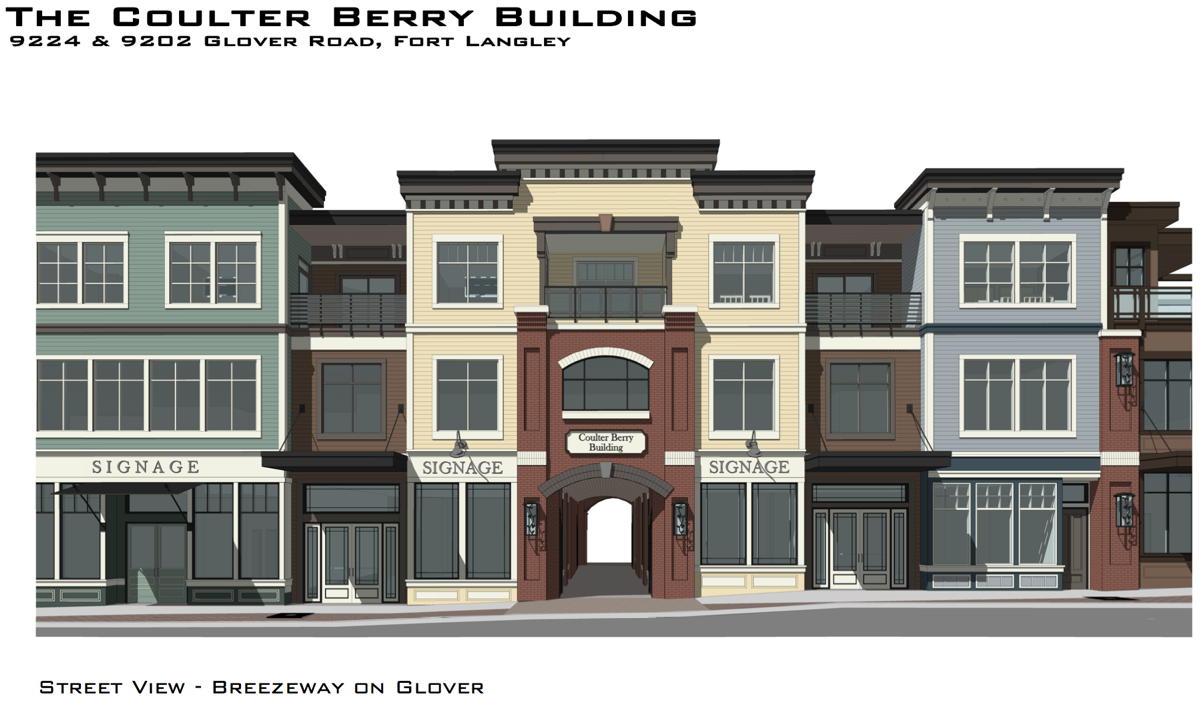 The Coulter Berry Building
9224 & 9202 Glover Road, Fort Langley
SIGNAGE
SIGNAGE
Coulter Berry
Building
SIGNAGE
Street View - Breezeway on Glover